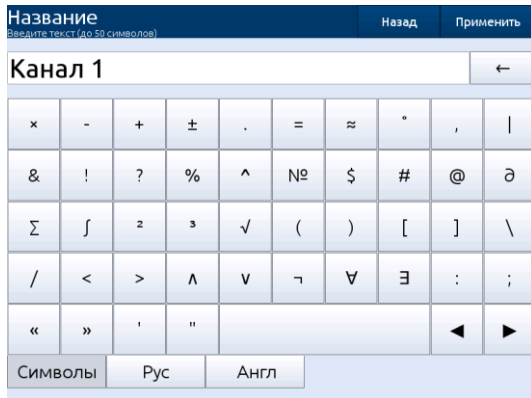 Название
Введите текст (до 50 символов)
Назад Применить
Канал 1 ←
× - + ± . = ≈ ° , |
& ! ? % ^ № $ # @ ∂
∑ ∫ ² ³ √ ( ) [ ] \
/ < > ∧ ∨ ¬ ∀ ∃ : ;
« » ' " ◀ ▶
Символы Рус Англ